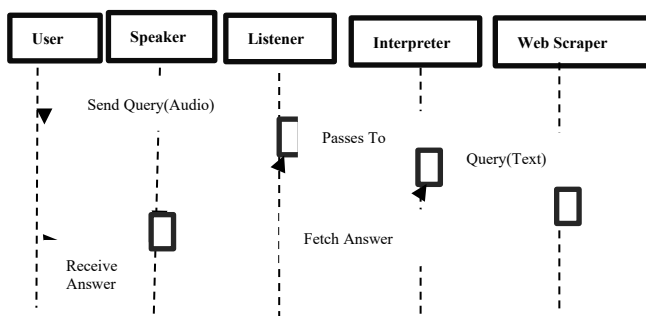 User
Speaker
Listener
Interpreter
Web Scraper
Send Query(Audio)
Passes To
Query(Text)
Fetch Answer
Receive
Answer